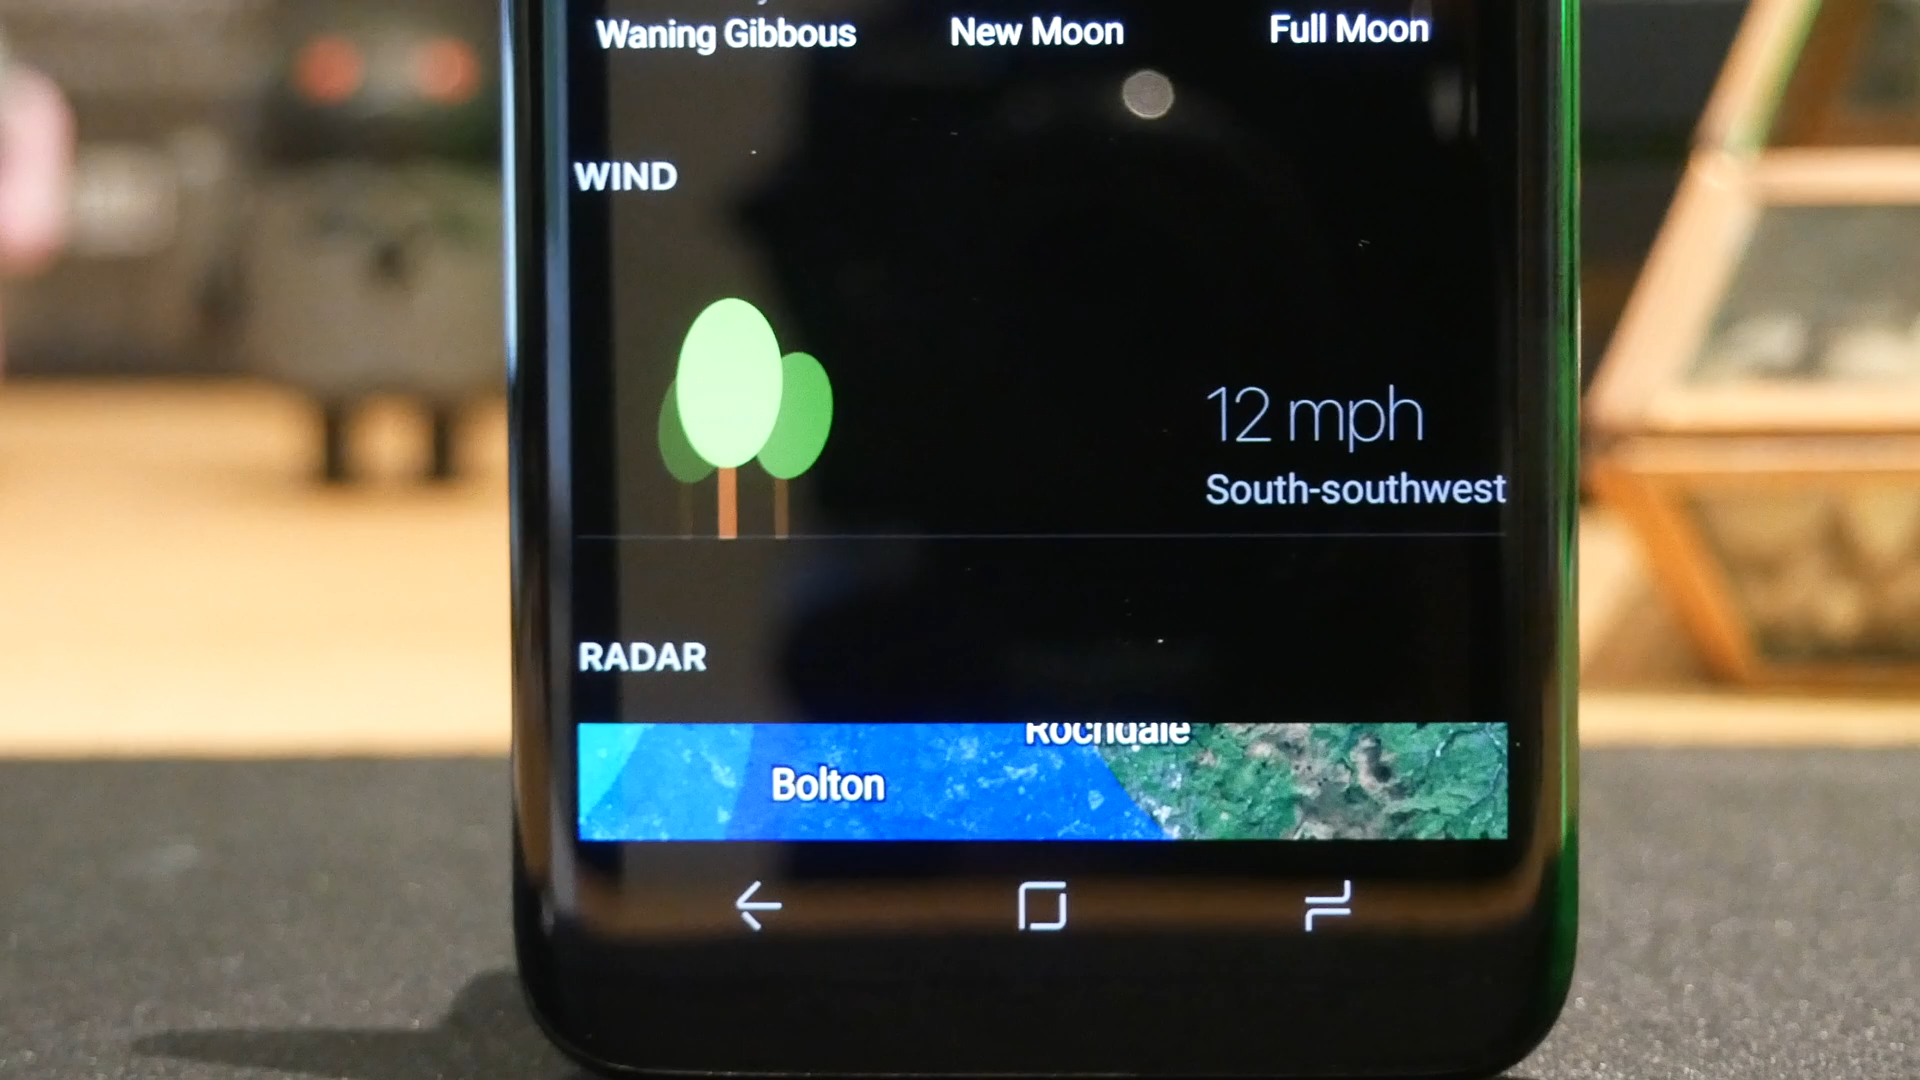 Waning Gibbous
New Moon
Full Moon
WIND
12 mph
South-southwest
RADAR
Rochdale
Bolton